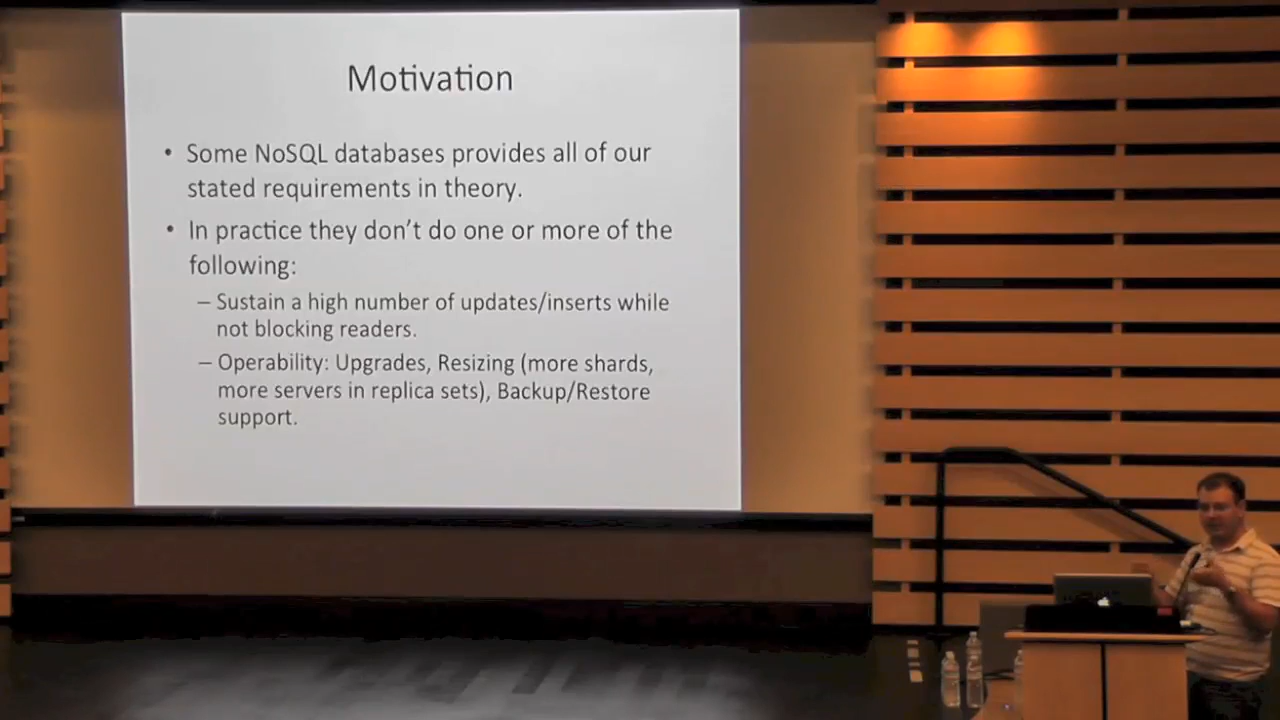 Motivation
• Some NoSQL databases provides all of our
stated requirements in theory.
• In practice they don’t do one or more of the
following:
– Sustain a high number of updates/inserts while
not blocking readers.
– Operability: Upgrades, Resizing (more shards,
more servers in replica sets), Backup/Restore
support.